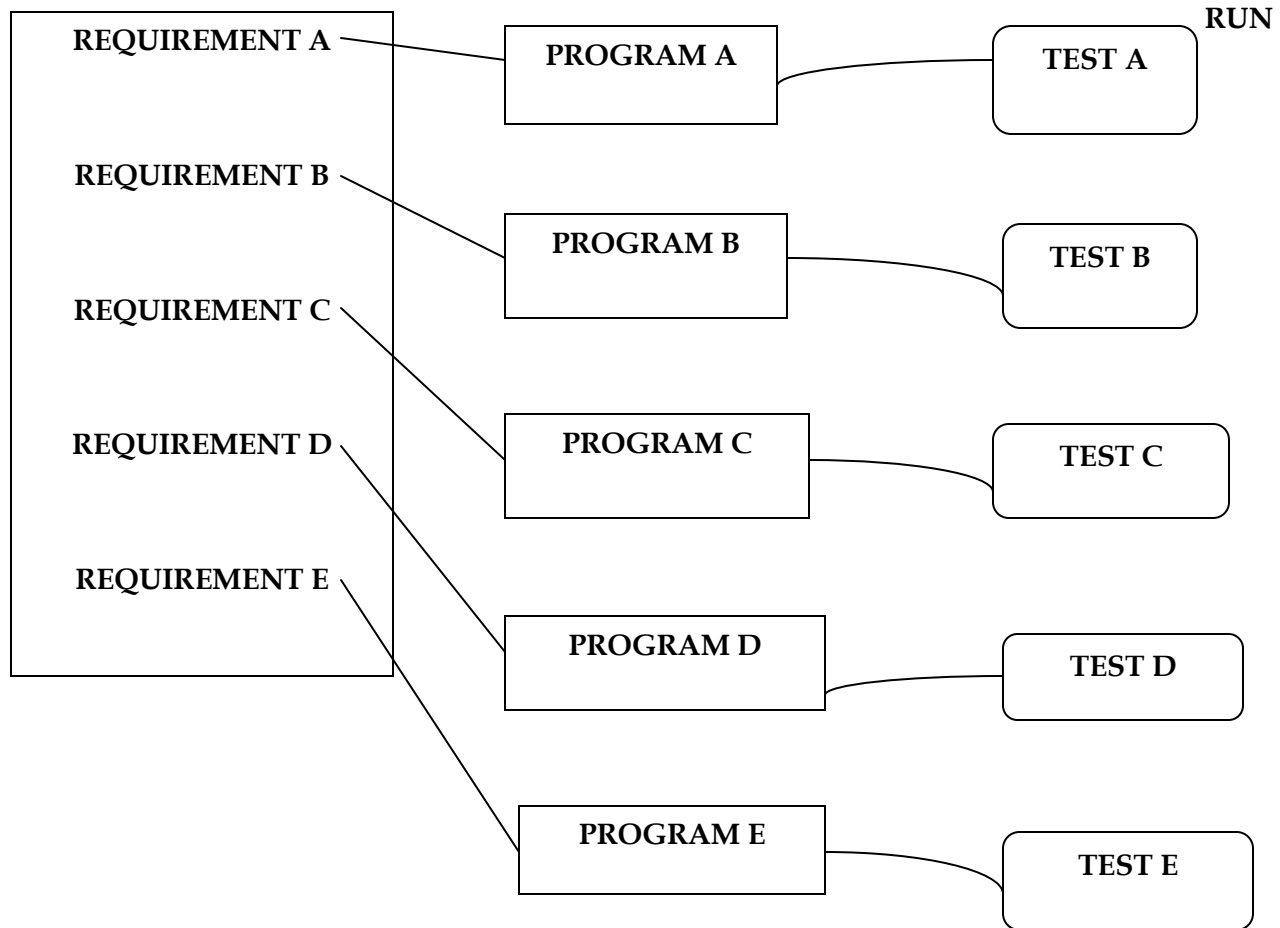 RUN
REQUIREMENT A
PROGRAM A
TEST A
REQUIREMENT B
PROGRAM B
TEST B
REQUIREMENT C
PROGRAM C
TEST C
REQUIREMENT D
PROGRAM D
TEST D
REQUIREMENT E
PROGRAM E
TEST E